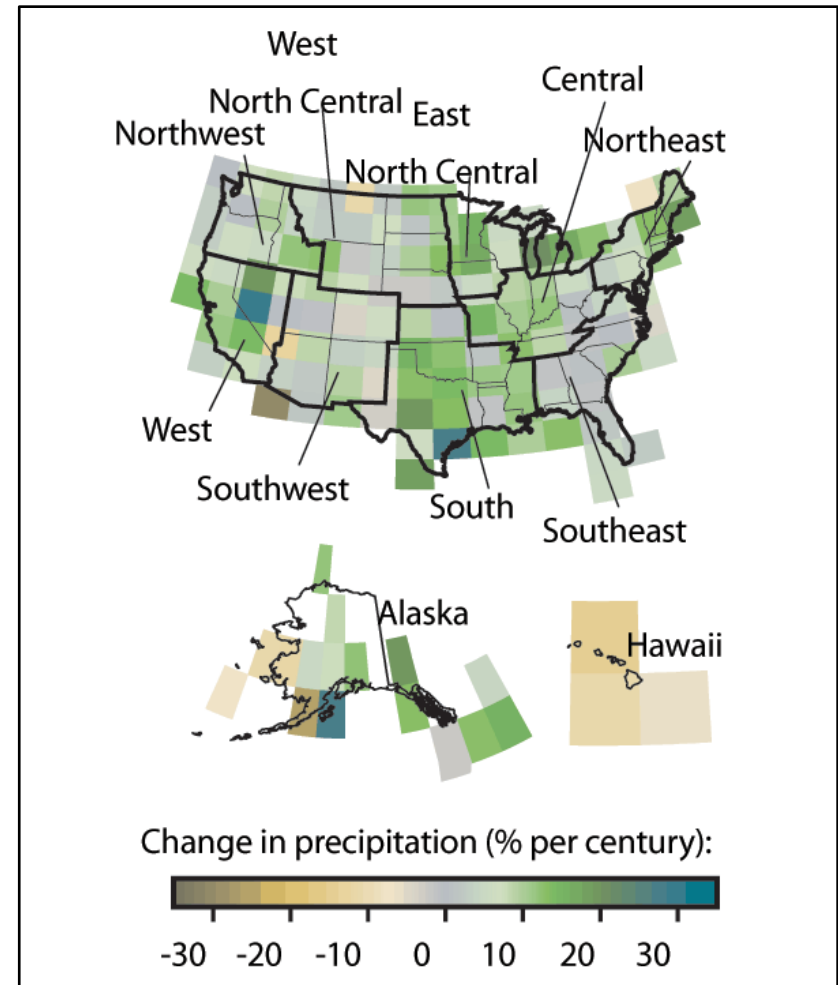 West
North Central
Northwest
East
North Central
Central
Northeast
West
Southwest
South
Southeast
Alaska
Hawaii
Change in precipitation (% per century):
-30 -20 -10 0 10 20 30